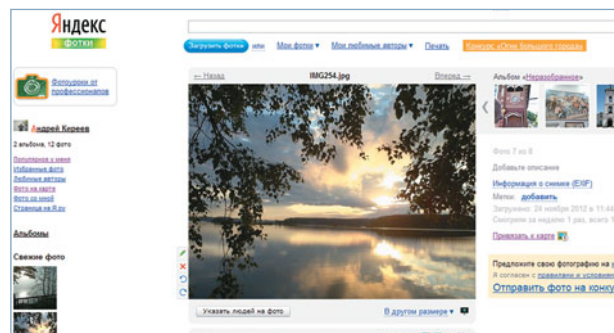 Яндекс
фотки
Загрузить фотки или Мои фотки Мои любимые авторы Печать Конкурс «Огни большого города»
Фотоуроки от
профессионалов
Андрей Киреев
2 альбома, 12 фото
Популярное у меня
Избранные фото
Любимые авторы
Фото на карте
Фото со мной
Страница на Я.ру
Альбомы
Свежие фото
← Назад IMG254.jpg Вперед →
Указать людей на фото В другом размере
Альбом «Неразобранное»
Фото 7 из 8
Добавьте описание
Информация о снимке (EXIF)
Метки: добавить
Загружено: 24 ноября 2012 в 11:44
Смотрели за неделю 1 раз, всего 1
Привязать к карте
Предложите свою фотографию на
Я согласен с правилами и условиям
Отправить фото на конку